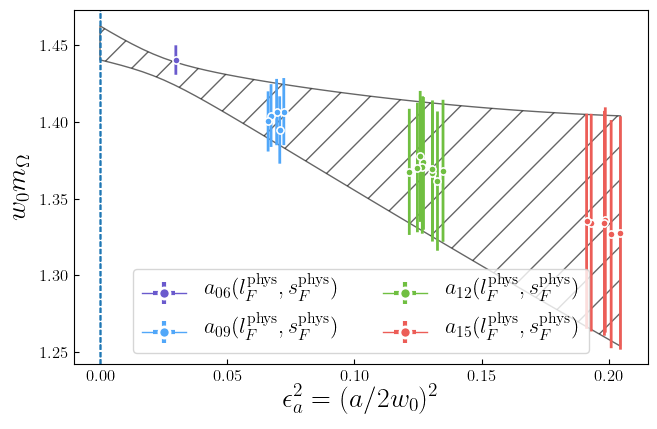 1.45
1.40
1.35
1.30
1.25
w₀m_Ω
a₀₆(l_F^phys, s_F^phys)
a₁₂(l_F^phys, s_F^phys)
a₀₉(l_F^phys, s_F^phys)
a₁₅(l_F^phys, s_F^phys)
0.00 0.05 0.10 0.15 0.20
ϵ_a^2 = (a/2w₀)^2